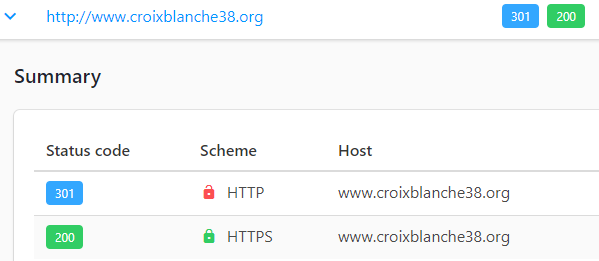 http://www.croixblanche38.org 301 200
Summary
Status code Scheme Host
301 HTTP www.croixblanche38.org
200 HTTPS www.croixblanche38.org